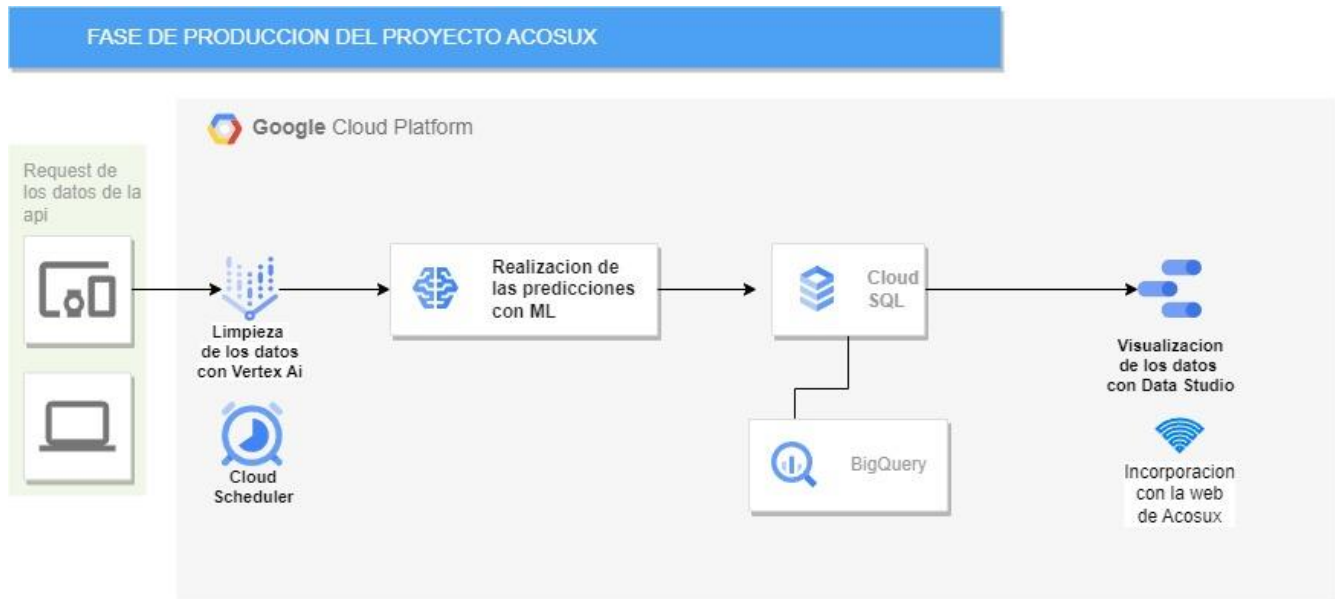 FASE DE PRODUCCION DEL PROYECTO ACOSUX
Google Cloud Platform
Request de
los datos de la
api
Limpieza
de los datos
con Vertex Ai
Cloud
Scheduler
Realizacion de
las predicciones
con ML
Cloud
SQL
BigQuery
Visualizacion
de los datos
con Data Studio
Incorporacion
con la web
de Acosux